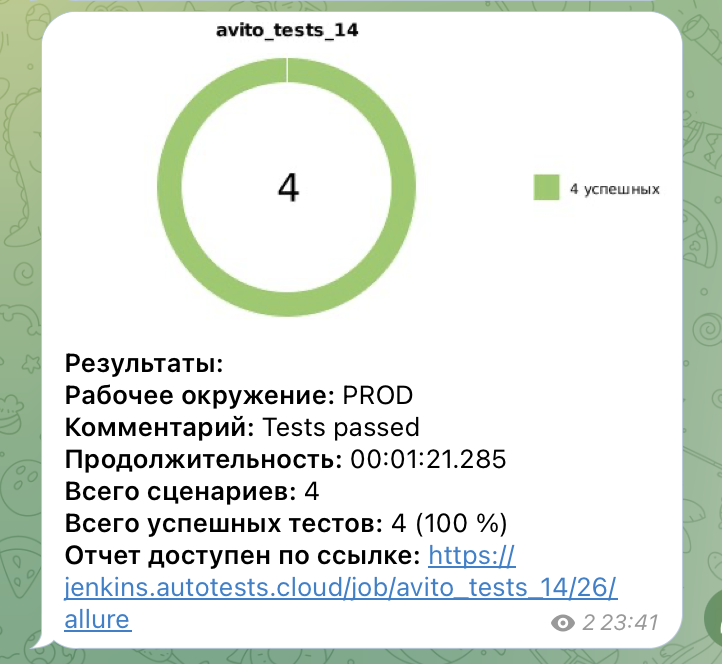 avito_tests_14
4
4 успешных
Результаты:
Рабочее окружение: PROD
Комментарий: Tests passed
Продолжительность: 00:01:21.285
Всего сценариев: 4
Всего успешных тестов: 4 (100 %)
Отчет доступен по ссылке: https://
jenkins.autotests.cloud/job/avito_tests_14/26/
allure
2 23:41